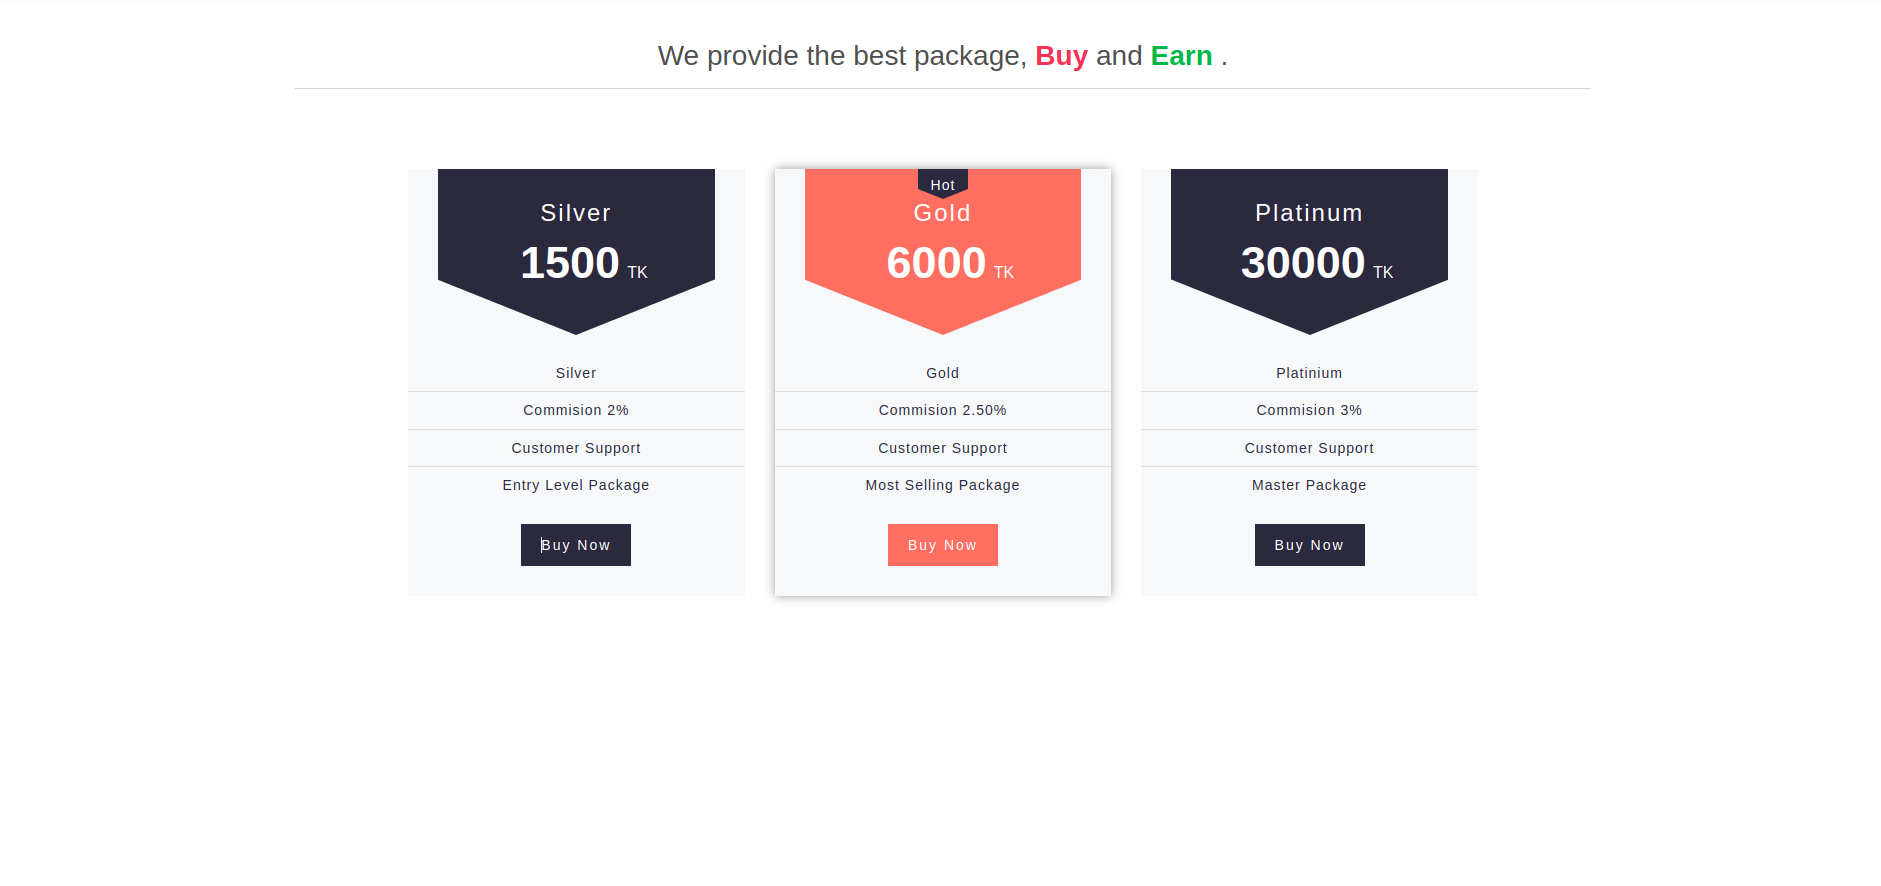 We provide the best package, Buy and Earn .
Silver
1500 TK
Silver
Commision 2%
Customer Support
Entry Level Package
Buy Now
Hot
Gold
6000 TK
Gold
Commision 2.50%
Customer Support
Most Selling Package
Buy Now
Platinum
30000 TK
Platinium
Commision 3%
Customer Support
Master Package
Buy Now